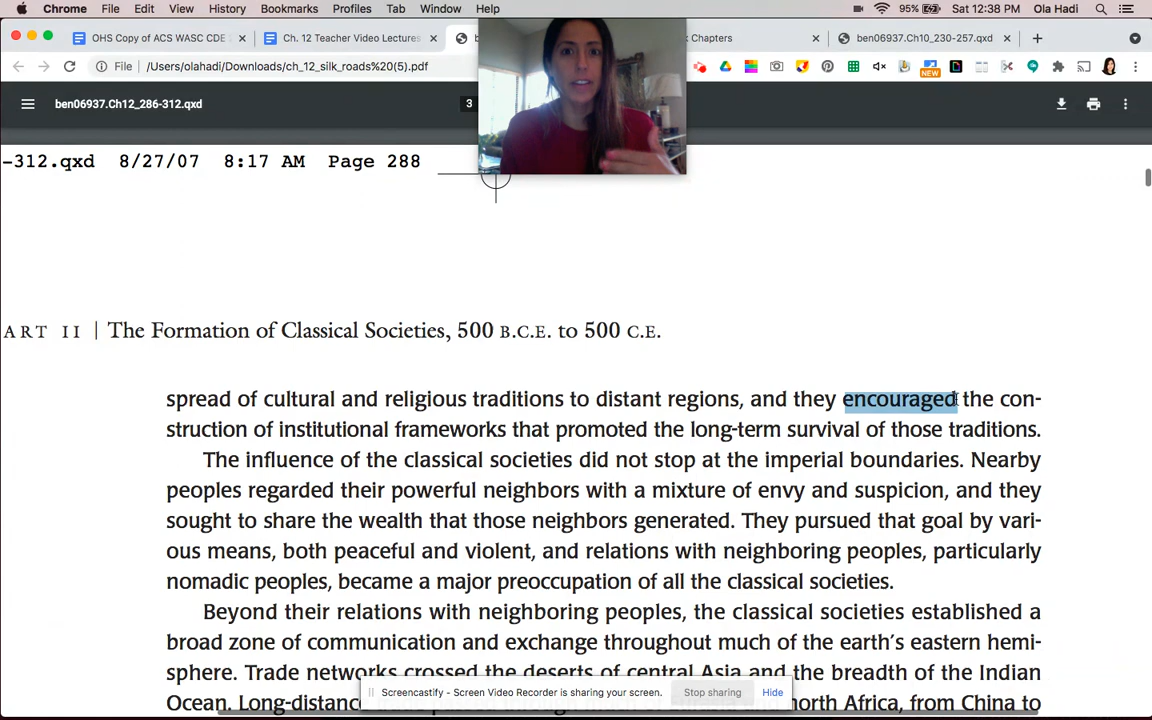 Chrome File Edit View History Bookmarks Profiles Tab Window Help 95% Sat 12:38 PM Ola Hadi
OHS Copy of ACS WASC CDE Ch. 12 Teacher Video Lectures Chapters ben06937.Ch10_230-257.qxd
File /Users/olahadi/Downloads/ch_12_silk_roads%20(5).pdf NEW
ben06937.Ch12_286-312.qxd 3
-312.qxd 8/27/07 8:17 AM Page 288
ART II | The Formation of Classical Societies, 500 B.C.E. to 500 C.E.
spread of cultural and religious traditions to distant regions, and they encouraged the con-
struction of institutional frameworks that promoted the long-term survival of those traditions.
The influence of the classical societies did not stop at the imperial boundaries. Nearby
peoples regarded their powerful neighbors with a mixture of envy and suspicion, and they
sought to share the wealth that those neighbors generated. They pursued that goal by vari-
ous means, both peaceful and violent, and relations with neighboring peoples, particularly
nomadic peoples, became a major preoccupation of all the classical societies.
Beyond their relations with neighboring peoples, the classical societies established a
broad zone of communication and exchange throughout much of the earth's eastern hemi-
sphere. Trade networks crossed the deserts of central Asia and the breadth of the Indian
Ocean. Long-distance north Africa, from China to
Screencastify - Screen Video Recorder is sharing your screen. Stop sharing Hide